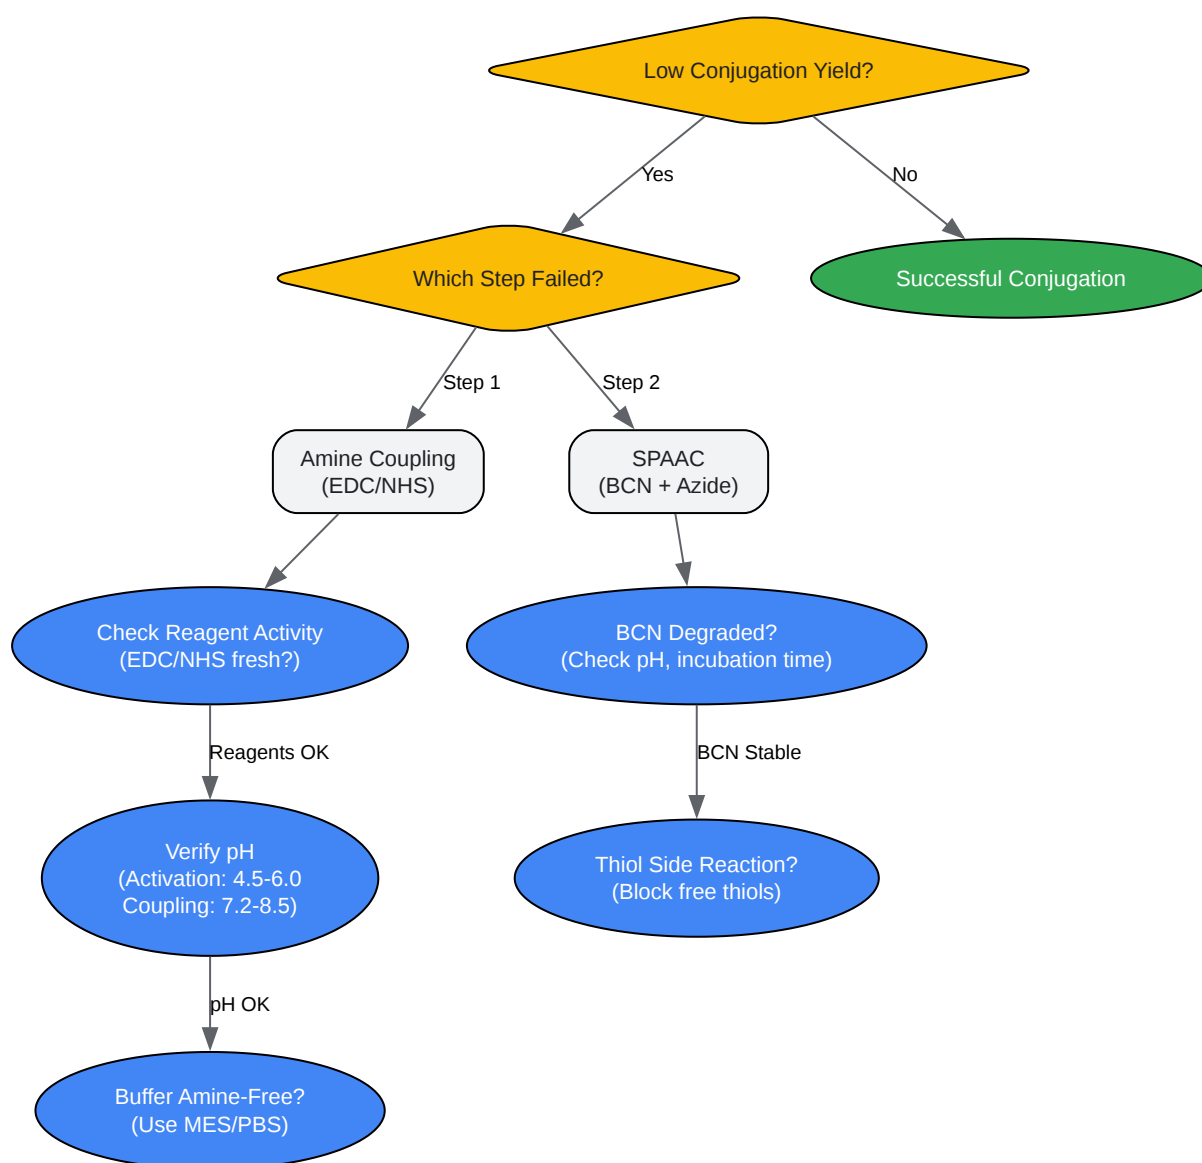 Low Conjugation Yield?
Yes
No
Which Step Failed?
Successful Conjugation
Step 1
Step 2
Amine Coupling
(EDC/NHS)
SPAAC
(BCN + Azide)
Check Reagent Activity
(EDC/NHS fresh?)
BCN Degraded?
(Check pH, incubation time)
Reagents OK
BCN Stable
Verify pH
(Activation: 4.5-6.0
Coupling: 7.2-8.5)
Thiol Side Reaction?
(Block free thiols)
pH OK
Buffer Amine-Free?
(Use MES/PBS)